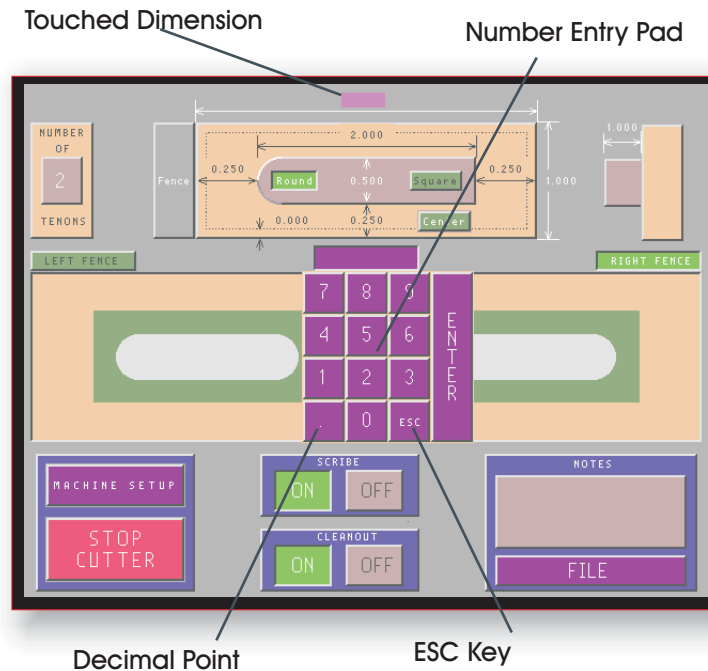 Touched Dimension
Number Entry Pad
NUMBER
OF
2
TENONS
Fence
2.000
0.250
Round
0.500
Square
0.250
1.000
1.000
0.000
0.250
Center
LEFT FENCE
RIGHT FENCE
7 8 9
4 5 6
1 2 3
. 0 ESC
ENTER
MACHINE SETUP
STOP
CUTTER
SCRIBE
ON OFF
CLEANOUT
ON OFF
NOTES
FILE
Decimal Point
ESC Key